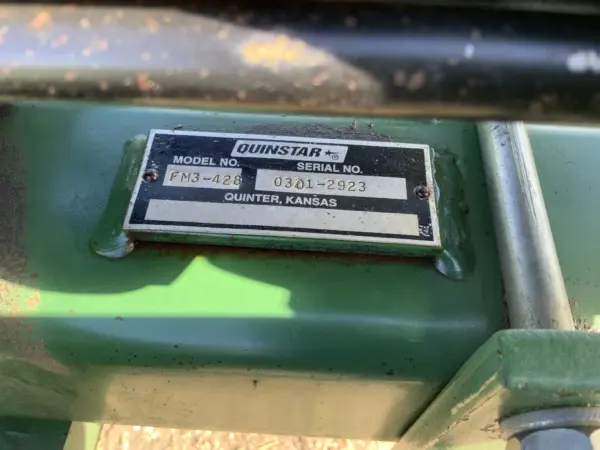 QUINSTAR
MODEL NO. SERIAL NO.
FM3-428 0301-2923
QUINTER, KANSAS